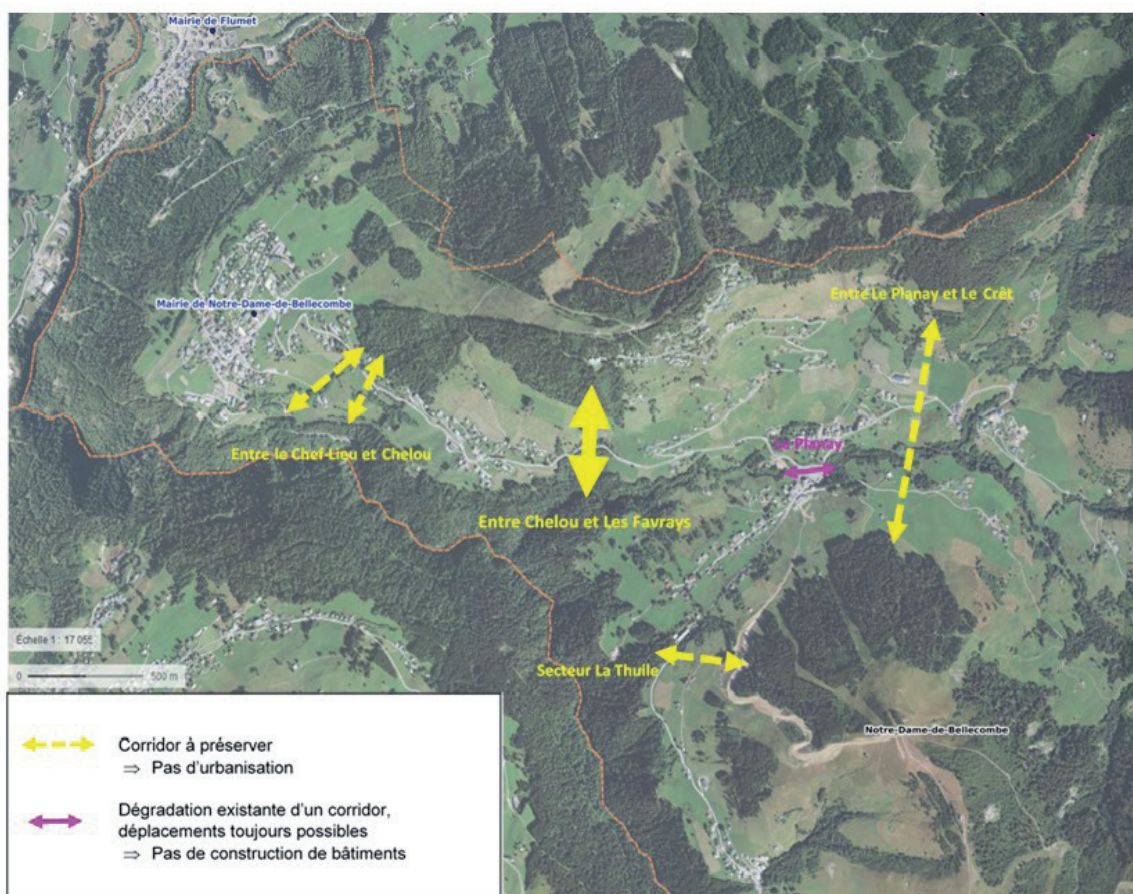 Mairie de Flumet
Mairie de Notre-Dame-de-Bellecombe
Entre Le Planay et Le Crêt
Entre le Chef-Lieu et Chelou
Le Planay
Entre Chelou et Les Favrays
Secteur La Thuile
Notre-Dame-de-Bellecombe
Échelle 1 : 17 055
0 500 m
Corridor à préserver
⇒ Pas d'urbanisation
Dégradation existante d'un corridor,
déplacements toujours possibles
⇒ Pas de construction de bâtiments